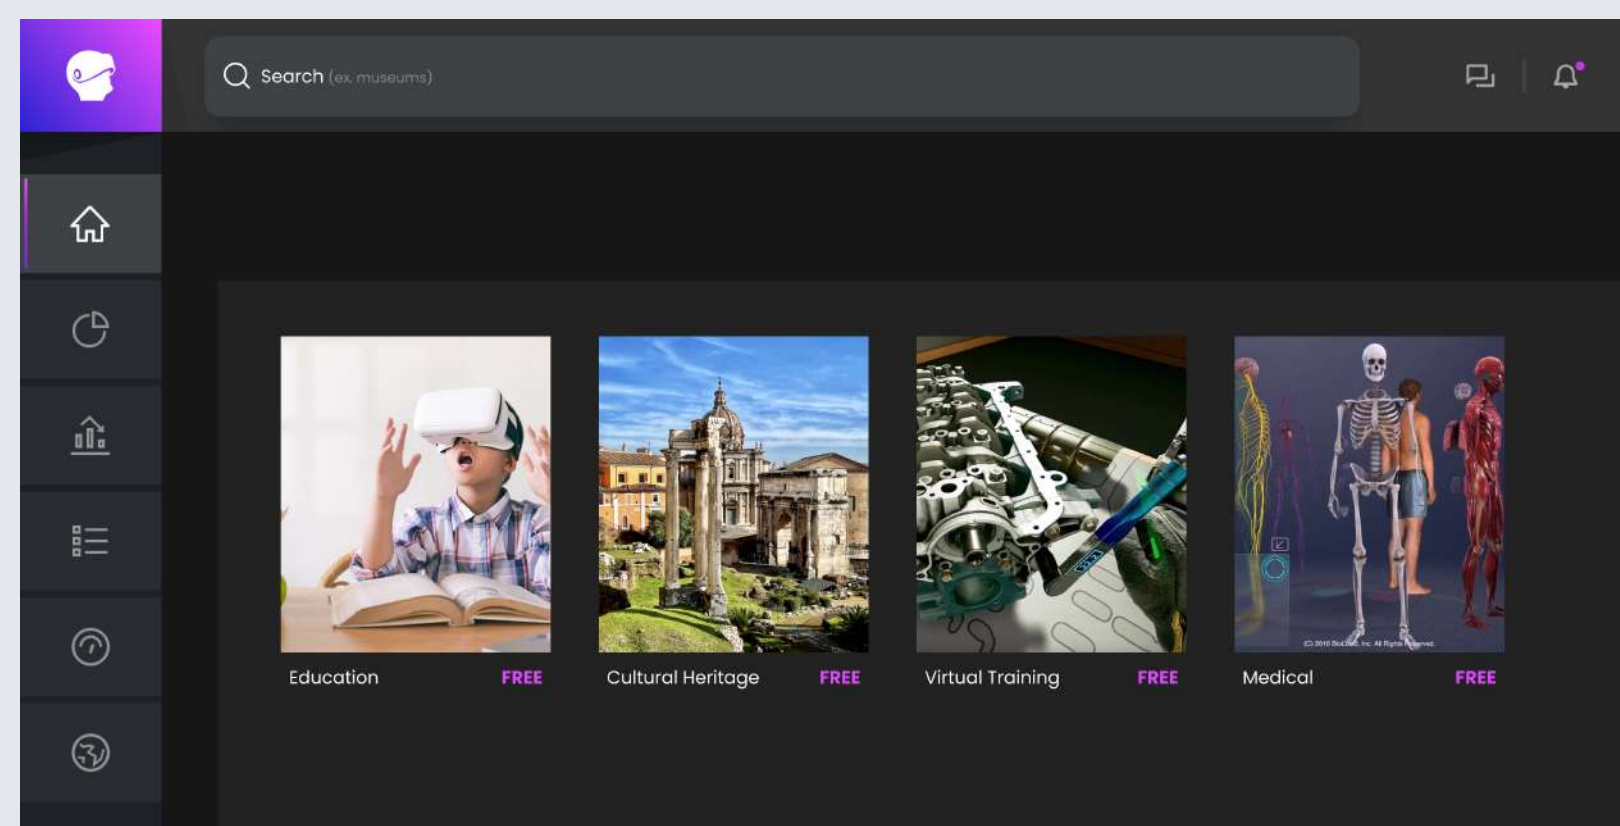 Search (ex. museums)
Education FREE
Cultural Heritage FREE
Virtual Training FREE
Medical FREE